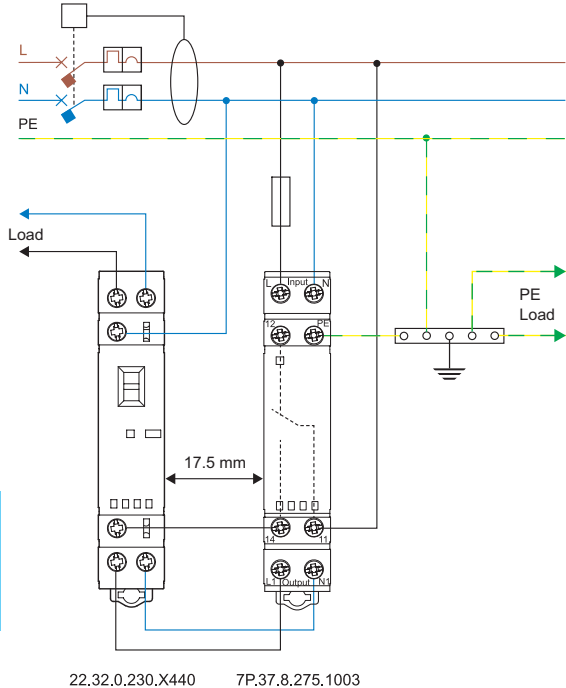 L
N
PE
Load
L Input N
12 PE
PE
Load
17.5 mm
14 11
L1 Output N1
22.32.0.230.X440 7P.37.8.275.1003